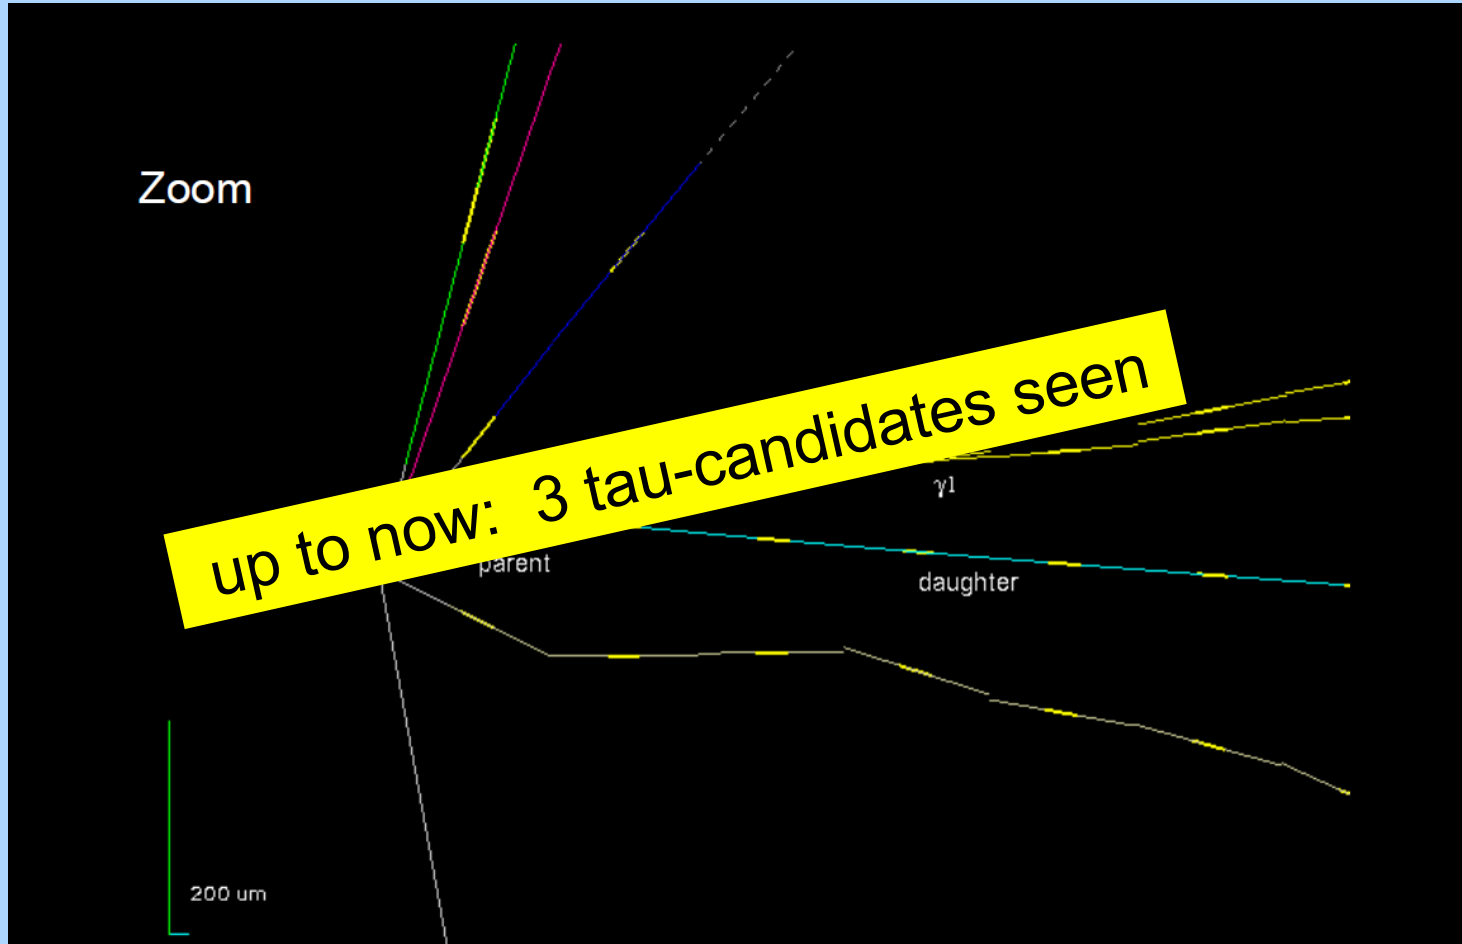 Zoom
up to now: 3 tau-candidates seen
γ1
parent
daughter
200 um